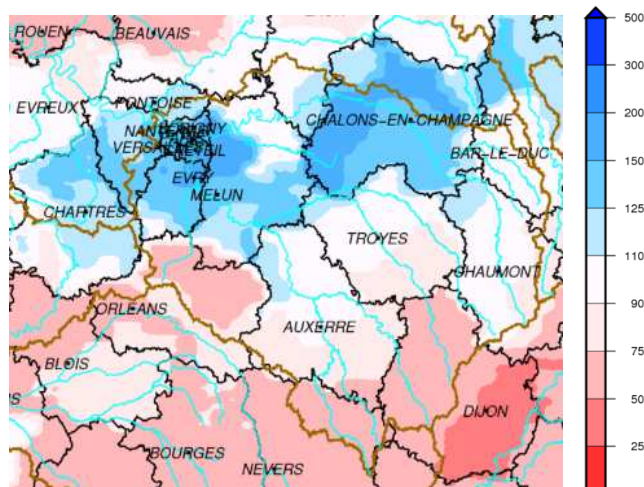 ROUEN
BEAUVAIS
EVREUX
PONTOISE
CHALONS-EN-CHAMPAGNE
BAR-LE-DUC
EVRY
MELUN
CHARTRES
TROYES
CHAUMONT
ORLEANS
AUXERRE
BLOIS
DIJON
BOURGES
NEVERS
500
300
200
150
125
110
90
75
50
25